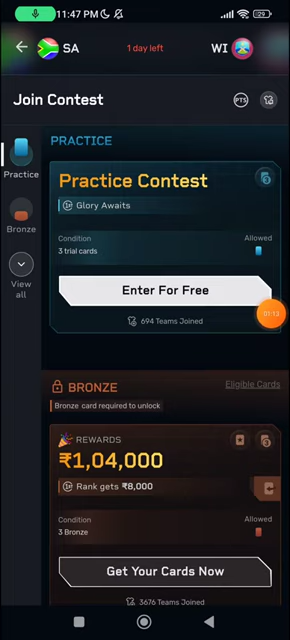 11:47 PM
29
SA
1 day left
WI
Join Contest
PTS
PRACTICE
Practice
Practice Contest
Glory Awaits
Condition
Allowed
3 trial cards
Bronze
Enter For Free
View
all
694 Teams Joined
01:13
BRONZE
Eligible Cards
Bronze card required to unlock
REWARDS
₹1,04,000
Rank gets ₹8,000
Condition
Allowed
3 Bronze
Get Your Cards Now
3676 Teams Joined